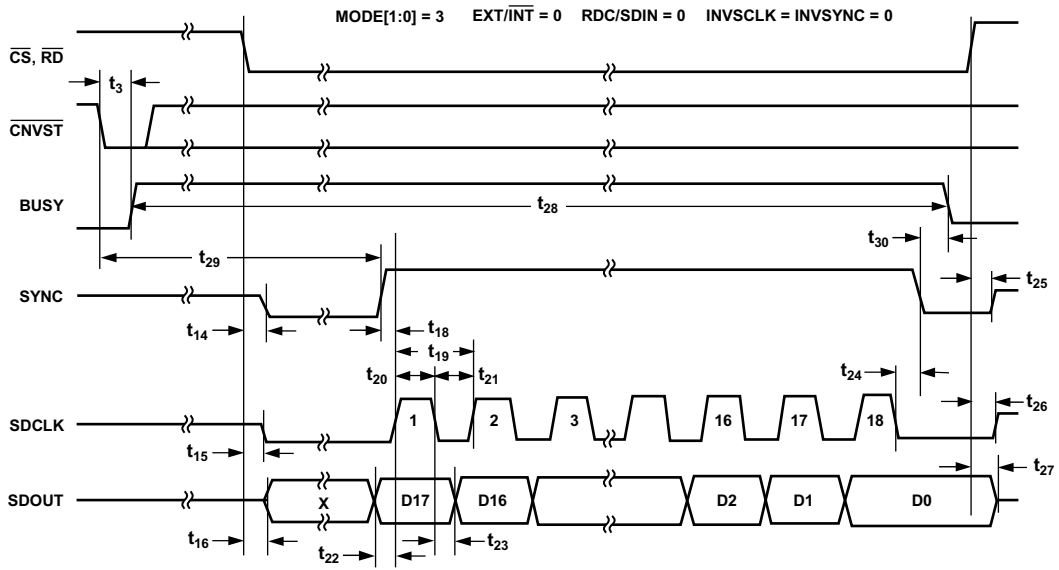 MODE[1:0] = 3 EXT/INT = 0 RDC/SDIN = 0 INVSCLK = INVSYNC = 0
CS, RD
t3
CNVST
BUSY
t28
t30
t29
SYNC
t25
t14
t18
t19
t20
t21
t24
SDCLK
1
2
3
16
17
18
t26
t15
t27
SDOUT
X
D17
D16
D2
D1
D0
t16
t22
t23